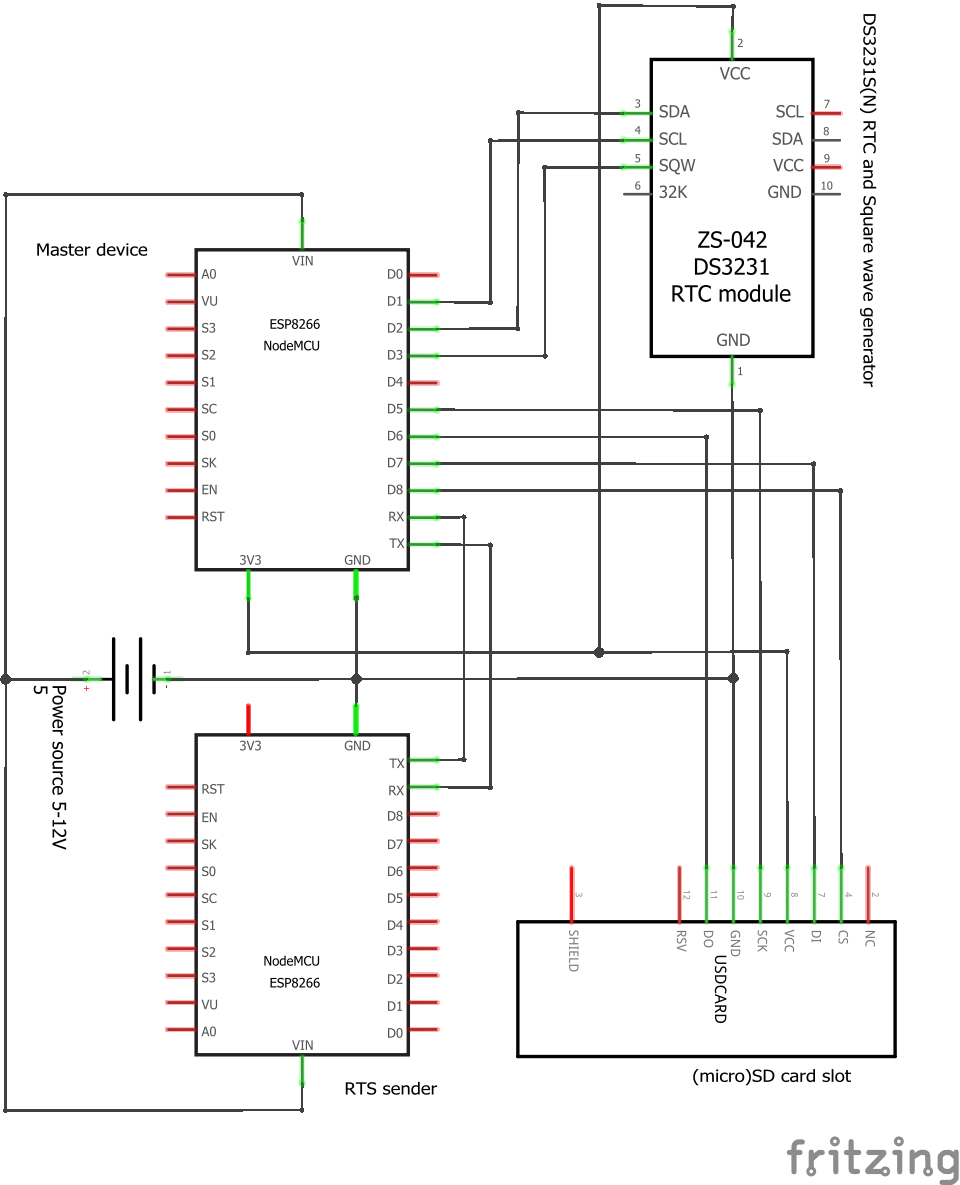 2
VCC
3 SDA SCL 7
4 SCL SDA 8
5 SQW VCC 9
6 32K GND 10
ZS-042
DS3231
RTC module
GND
1
DS3231S(N) RTC and Square wave generator
Master device
VIN
A0 D0
VU D1
S3 D2
S2 D3
S1 D4
SC D5
S0 D6
SK D7
EN D8
RST RX
TX
ESP8266
NodeMCU
3V3 GND
2 1
+ -
Power source 5-12V
5
3V3 GND
TX
RST RX
EN D8
SK D7
S0 D6
SC D5
S1 D4
S2 D3
S3 D2
VU D1
A0 D0
NodeMCU
ESP8266
VIN
RTS sender
3 12 11 10 9 8 7 4 2
SHIELD RSV DO GND SCK VCC DI CS NC
USDCARD
(micro)SD card slot
fritzing